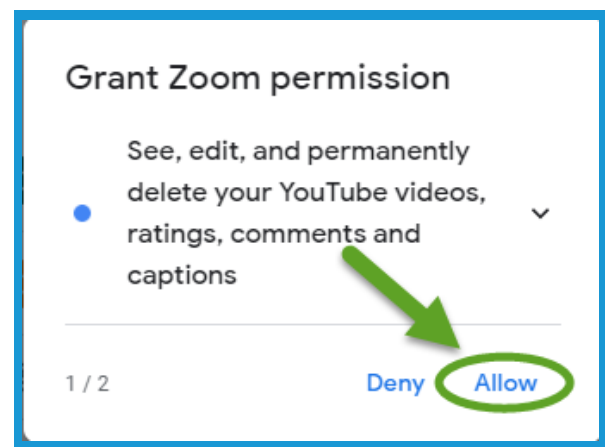 Grant Zoom permission
See, edit, and permanently
delete your YouTube videos,
ratings, comments and
captions
1 / 2
Deny
Allow